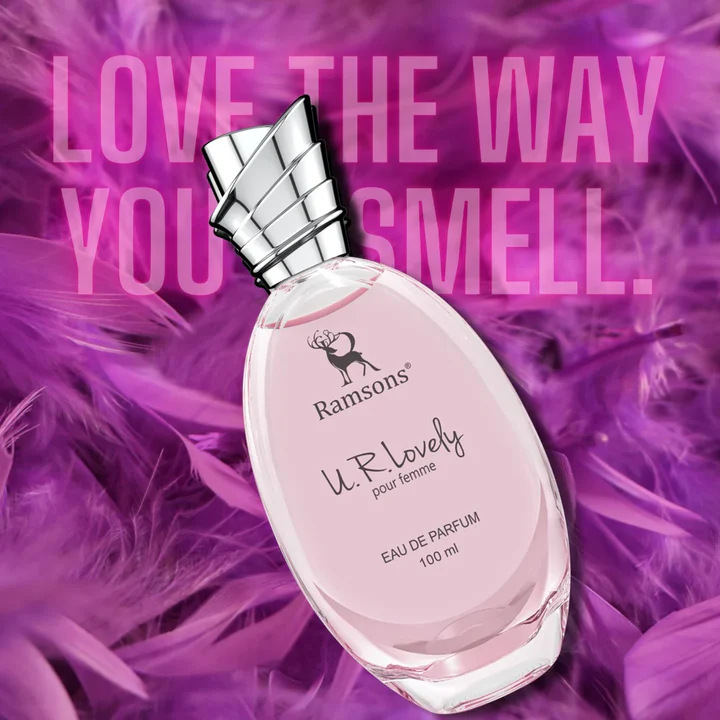 LOVE THE WAY
YOU SMELL.
Ramsons®
U.R.Lovely
pour femme
EAU DE PARFUM
100 ml